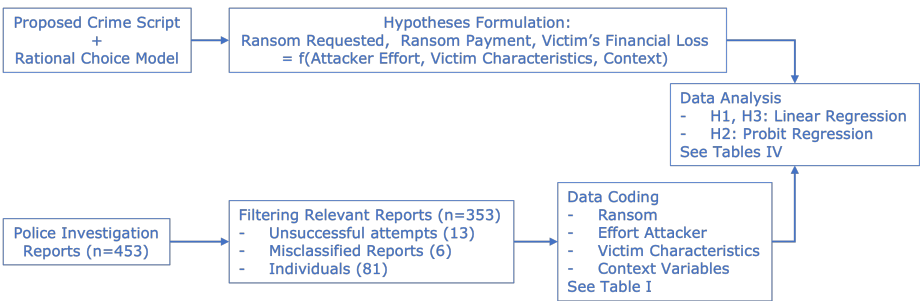 Proposed Crime Script
+
Rational Choice Model
Hypotheses Formulation:
Ransom Requested, Ransom Payment, Victim's Financial Loss
= f(Attacker Effort, Victim Characteristics, Context)
Data Analysis
- H1, H3: Linear Regression
- H2: Probit Regression
See Tables IV
Police Investigation
Reports (n=453)
Filtering Relevant Reports (n=353)
- Unsuccessful attempts (13)
- Misclassified Reports (6)
- Individuals (81)
Data Coding
- Ransom
- Effort Attacker
- Victim Characteristics
- Context Variables
See Table I